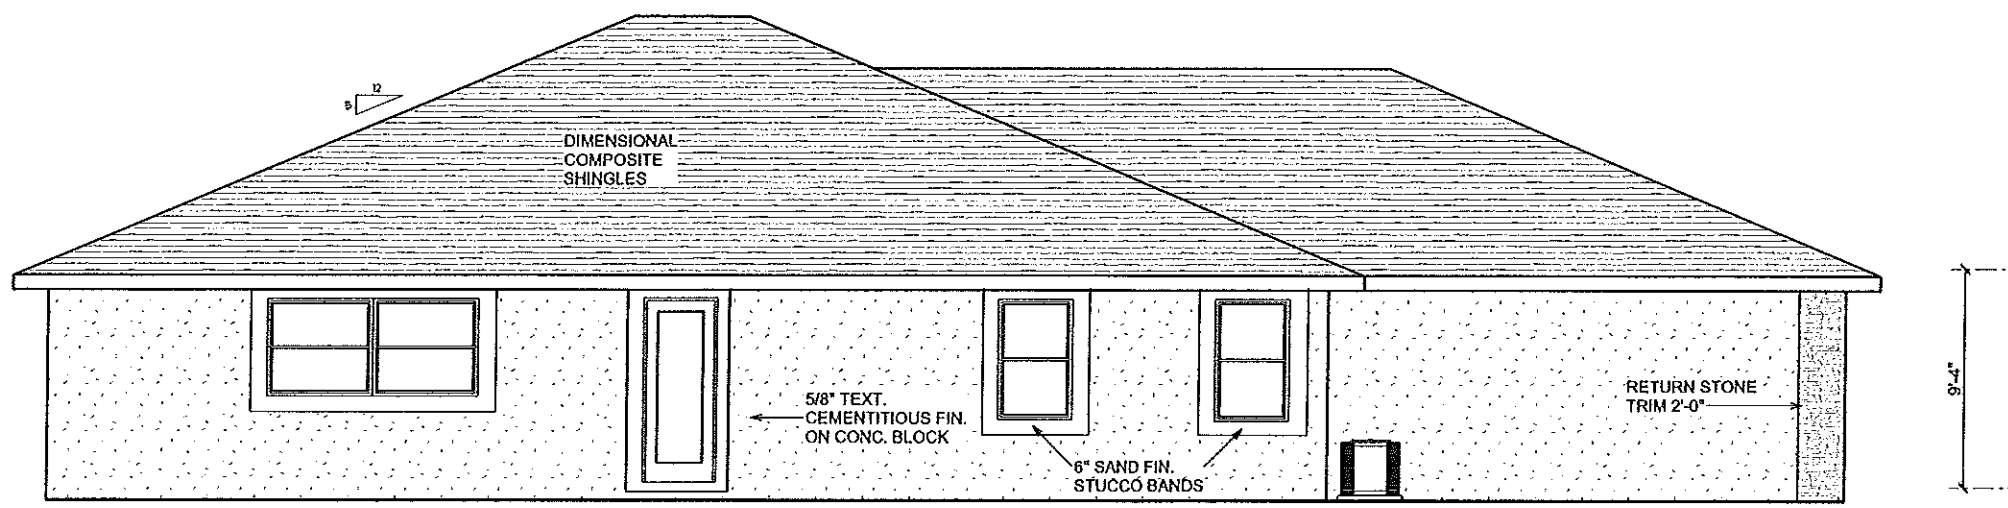 12
5
DIMENSIONAL
COMPOSITE
SHINGLES
5/8" TEXT.
CEMENTITIOUS FIN.
ON CONC. BLOCK
6" SAND FIN.
STUCCO BANDS
RETURN STONE
TRIM 2'-0"
9'-4"